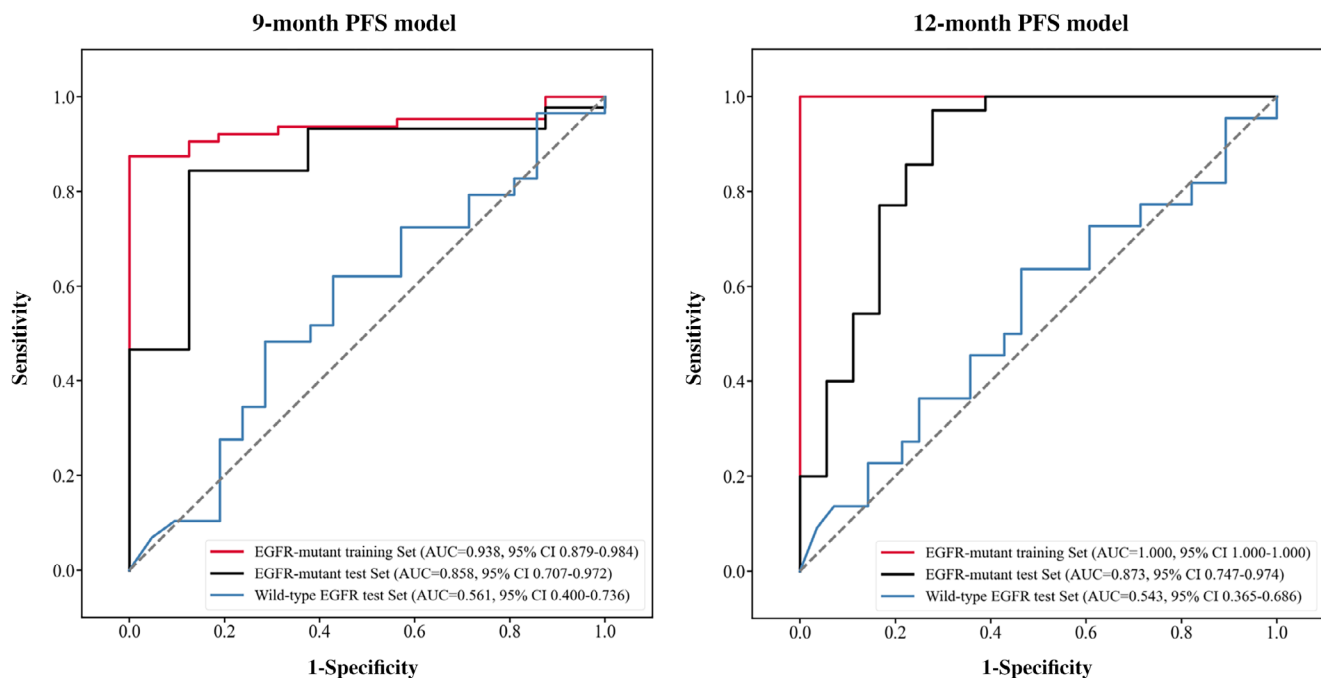 9-month PFS model
Sensitivity
1.0
0.8
0.6
0.4
0.2
0.0
EGFR-mutant training Set (AUC=0.938, 95% CI 0.879-0.984)
EGFR-mutant test Set (AUC=0.858, 95% CI 0.707-0.972)
Wild-type EGFR test Set (AUC=0.561, 95% CI 0.400-0.736)
0.0 0.2 0.4 0.6 0.8 1.0
1-Specificity
12-month PFS model
Sensitivity
1.0
0.8
0.6
0.4
0.2
0.0
EGFR-mutant training Set (AUC=1.000, 95% CI 1.000-1.000)
EGFR-mutant test Set (AUC=0.873, 95% CI 0.747-0.974)
Wild-type EGFR test Set (AUC=0.543, 95% CI 0.365-0.686)
0.0 0.2 0.4 0.6 0.8 1.0
1-Specificity